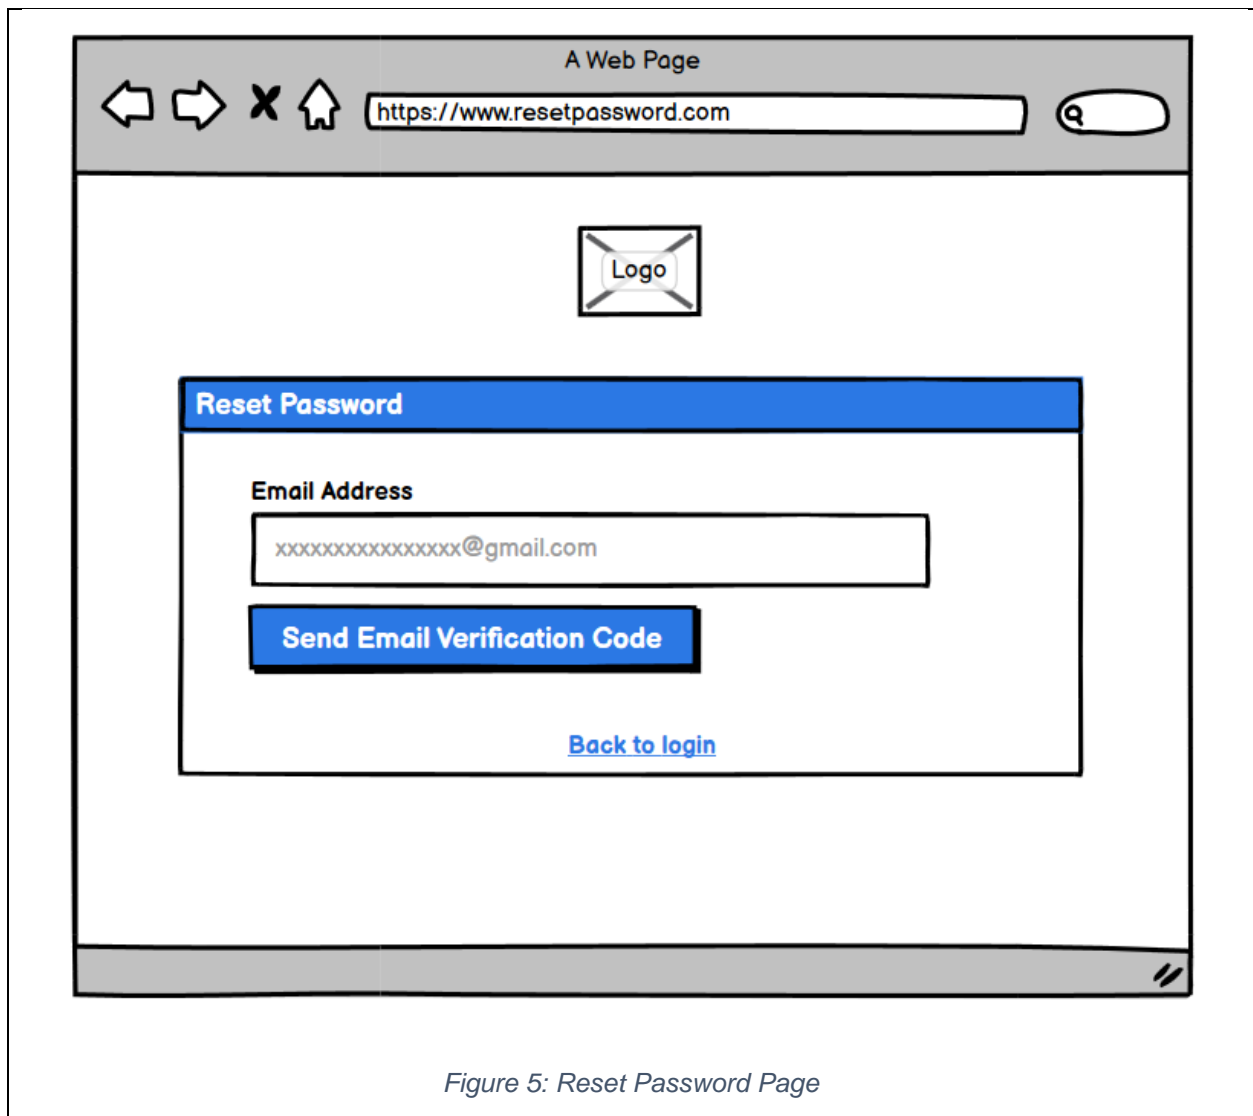 A Web Page
https://www.resetpassword.com
Logo
Reset Password
Email Address
xxxxxxxxxxxxxxxx@gmail.com
Send Email Verification Code
Back to login
Figure 5: Reset Password Page